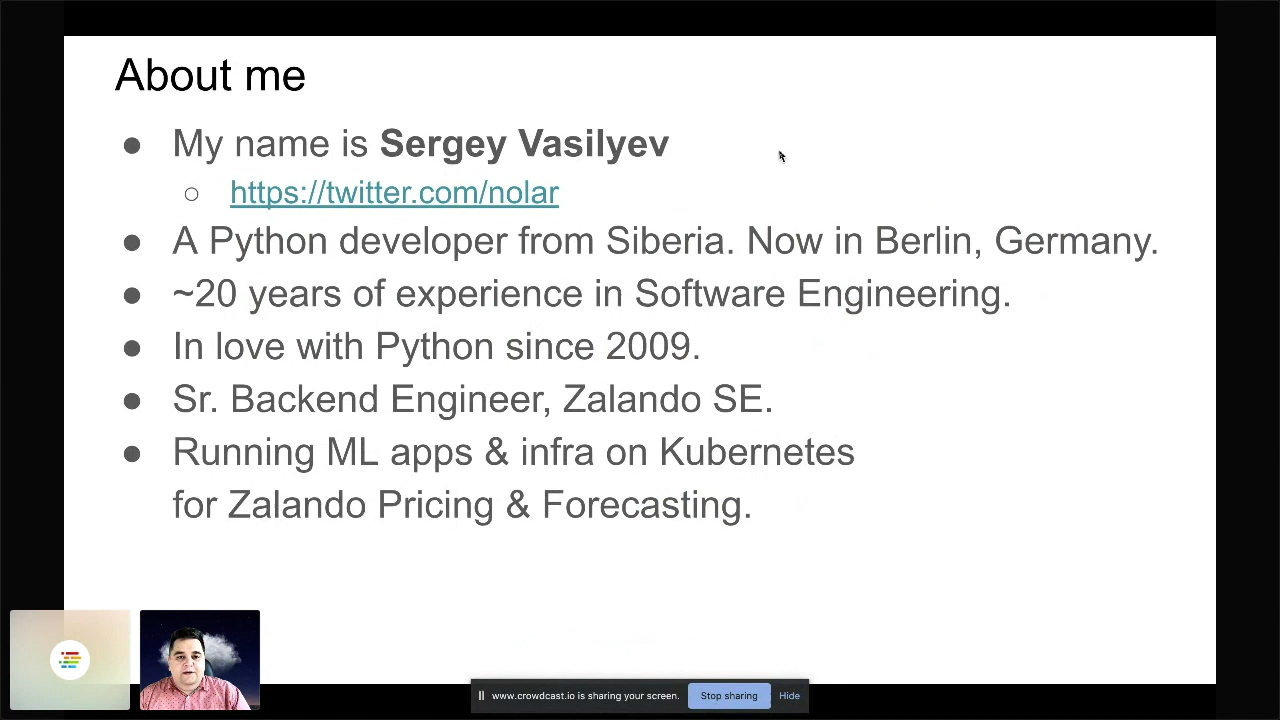 About me
● My name is Sergey Vasilyev
○ https://twitter.com/nolar
● A Python developer from Siberia. Now in Berlin, Germany.
● ~20 years of experience in Software Engineering.
● In love with Python since 2009.
● Sr. Backend Engineer, Zalando SE.
● Running ML apps & infra on Kubernetes
for Zalando Pricing & Forecasting.
www.crowdcast.io is sharing your screen. Stop sharing Hide